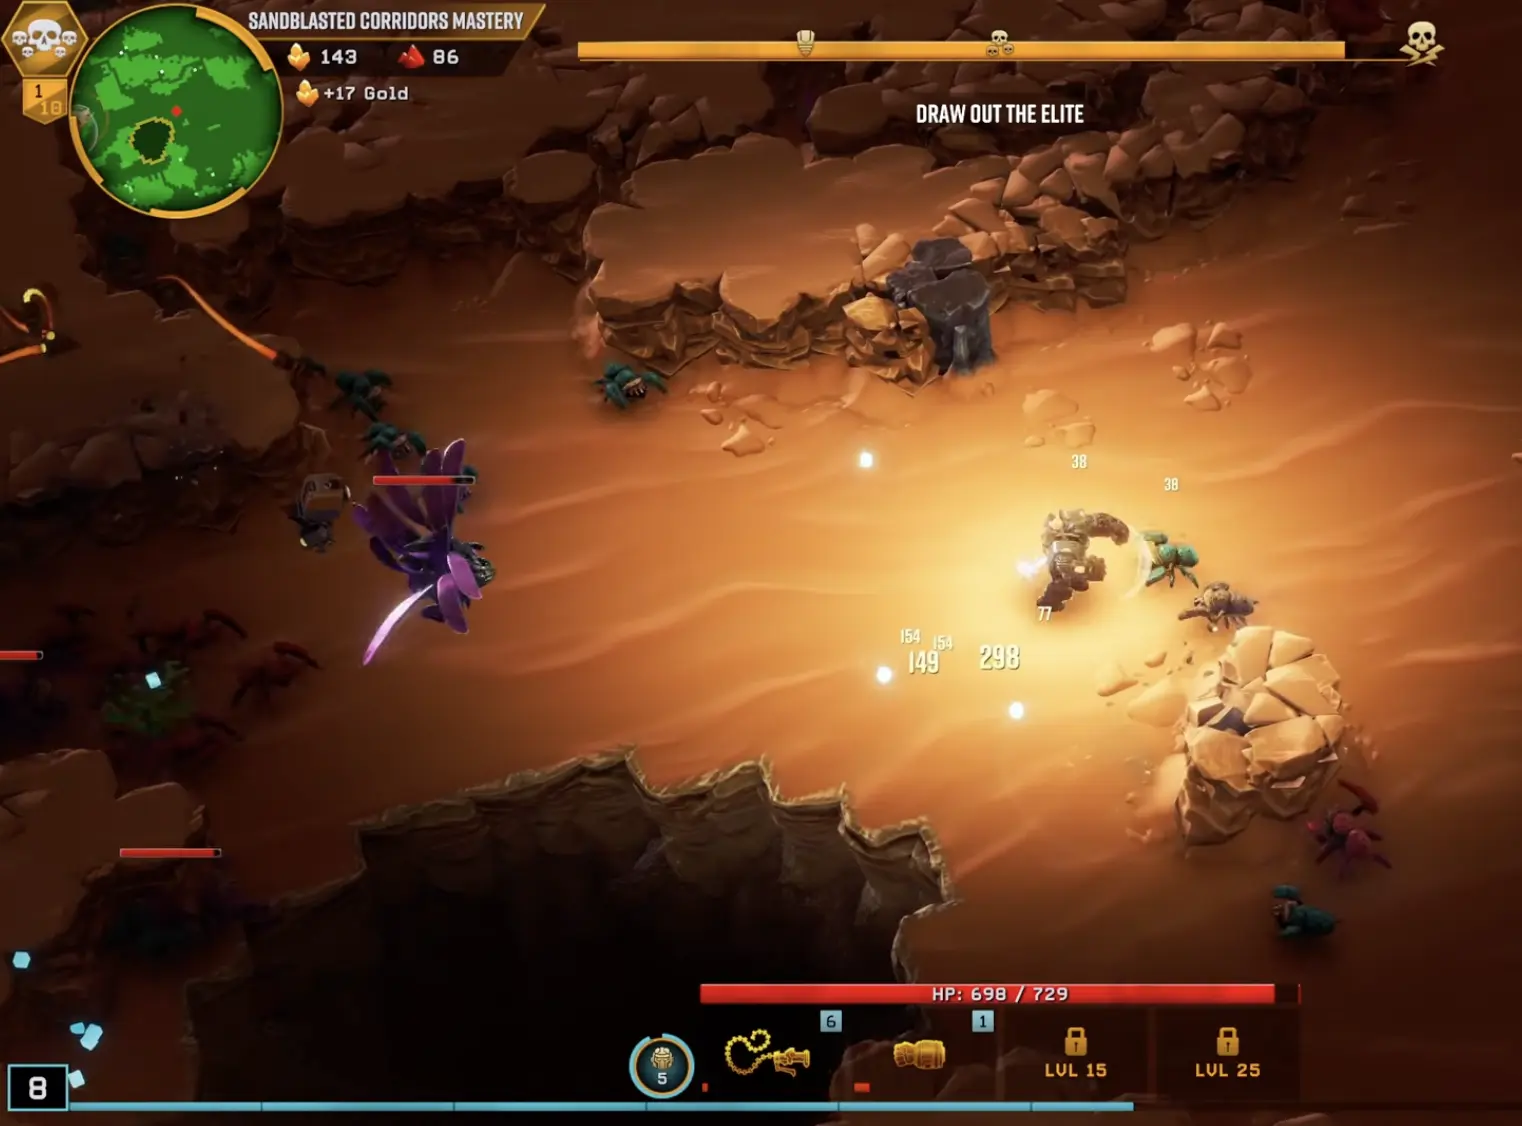 SANDBLASTED CORRIDORS MASTERY
143 86
+17 Gold
1
10
DRAW OUT THE ELITE
38
38
77
154 154
149 298
HP: 698 / 729
6 1
5
LVL 15 LVL 25
8